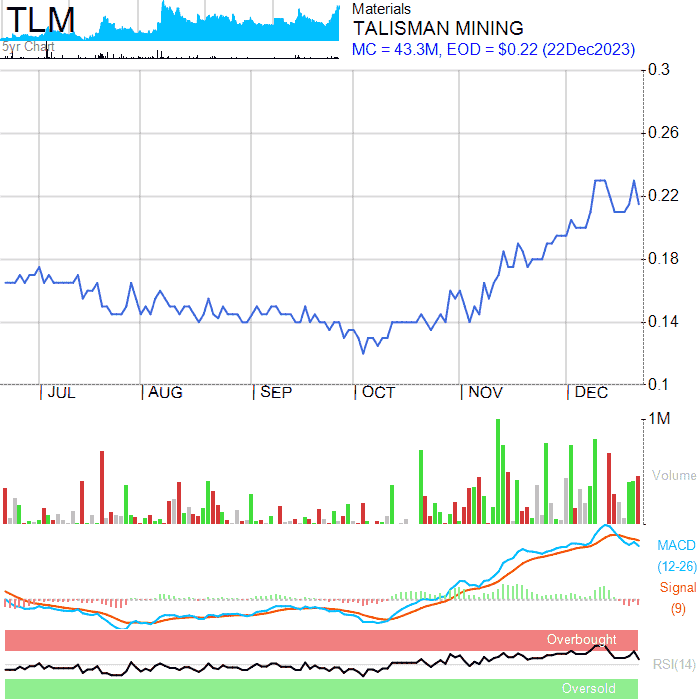 TLM
5yr Chart
Materials
TALISMAN MINING
MC = 43.3M, EOD = $0.22 (22Dec2023)
0.3
0.26
0.22
0.18
0.14
0.1
JUL AUG SEP OCT NOV DEC
1M
Volume
MACD
(12-26)
Signal
(9)
Overbought
RSI(14)
Oversold